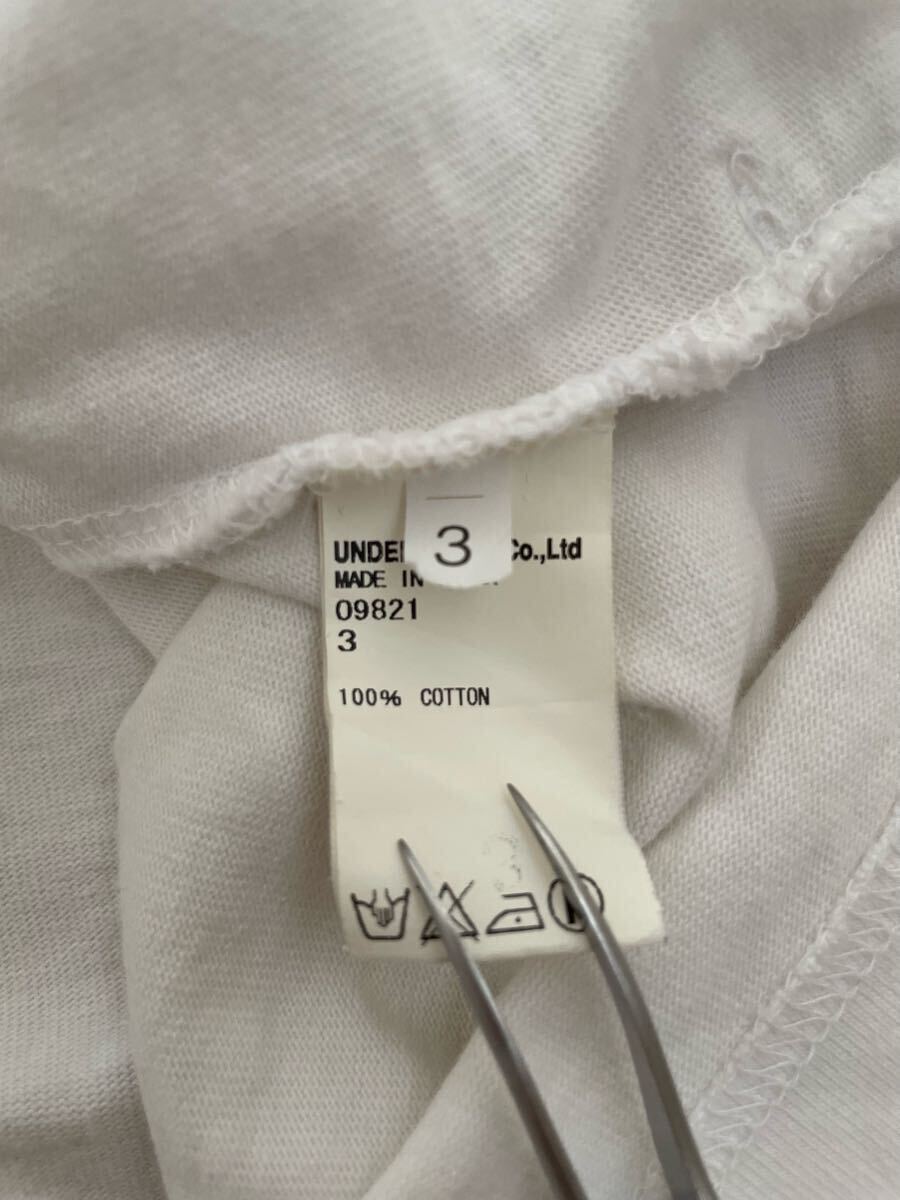 3
UNDE Co.,Ltd
MADE IN
09821
3
100% COTTON